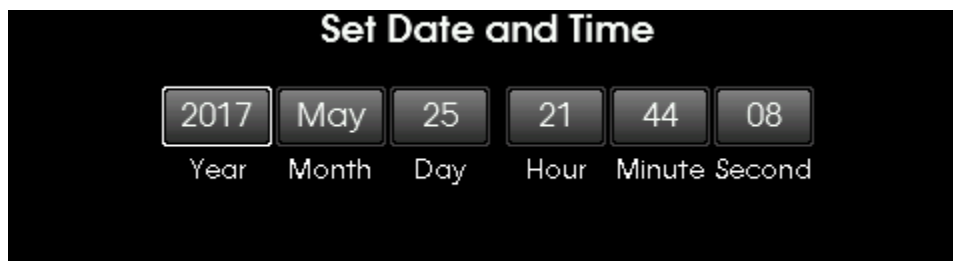 Set Date and Time
2017 May 25 21 44 08
Year Month Day Hour Minute Second